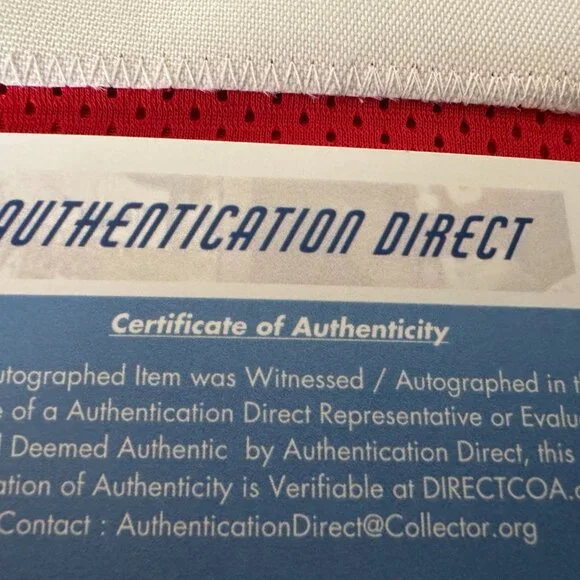 AUTHENTICATION DIRECT
Certificate of Authenticity
utographed Item was Witnessed / Autographed in th
e of a Authentication Direct Representative or Evalu
d Deemed Authentic by Authentication Direct, this
ation of Authenticity is Verifiable at DIRECTCOA.c
Contact : AuthenticationDirect@Collector.org